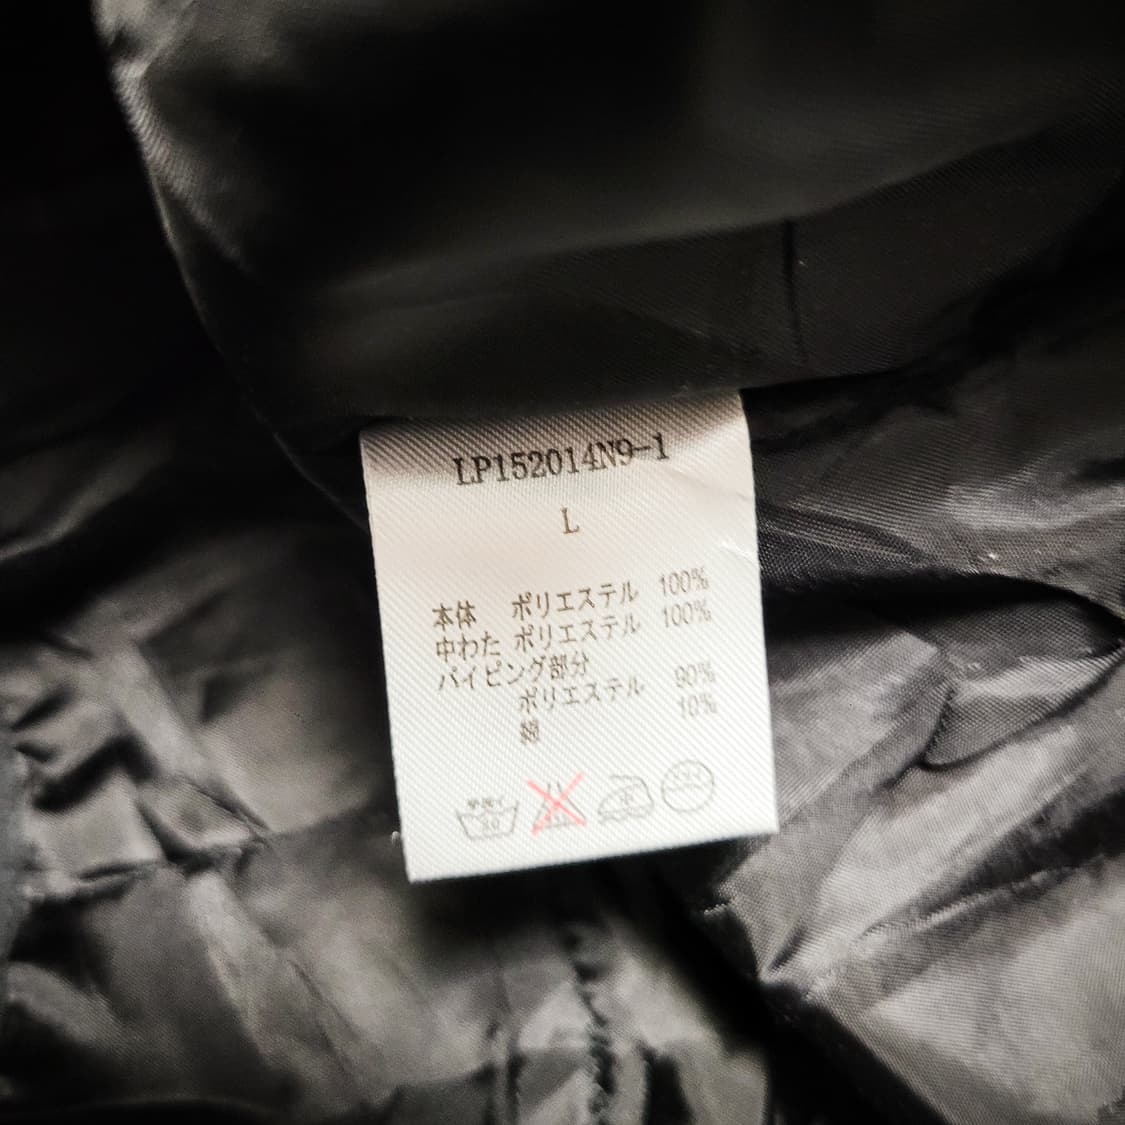 LP152014N9-1
L
本体 ポリエステル 100%
中わた ポリエステル 100%
パイピング部分
ポリエステル 90%
綿 10%
30